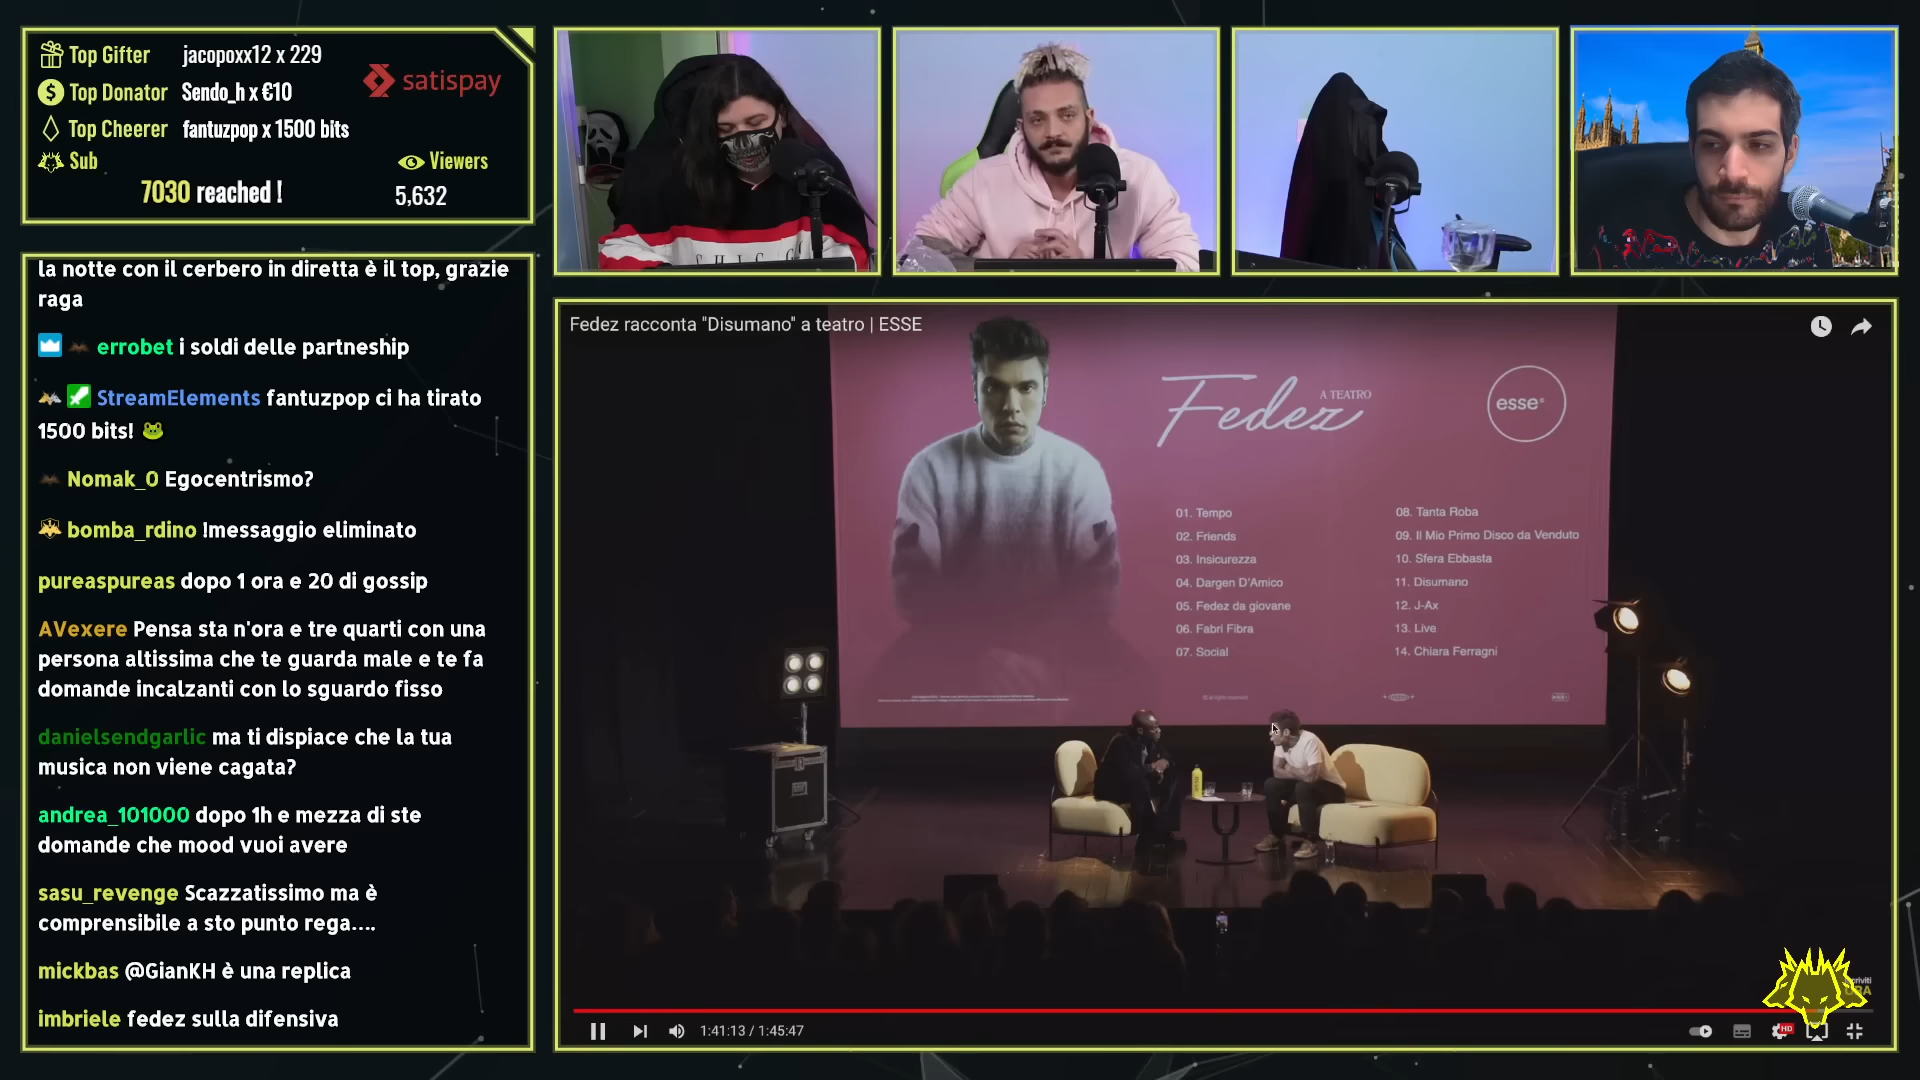 Top Gifter jacopoxx12 x 229
Top Donator Sendo_h x €10
Top Cheerer fantuzpop x 1500 bits
satispay
Sub
7030 reached !
Viewers
5,632
la notte con il cerbero in diretta è il top, grazie
raga
errobet i soldi delle partneship
StreamElements fantuzpop ci ha tirato
1500 bits!
Nomak_0 Egocentrismo?
bomba_rdino !messaggio eliminato
pureaspureas dopo 1 ora e 20 di gossip
AVexere Pensa sta n'ora e tre quarti con una
persona altissima che te guarda male e te fa
domande incalzanti con lo sguardo fisso
danielsendgarlic ma ti dispiace che la tua
musica non viene cagata?
andrea_101000 dopo 1h e mezza di ste
domande che mood vuoi avere
sasu_revenge Scazzatissimo ma è
comprensibile a sto punto rega....
mickbas @GianKH è una replica
imbriele fedez sulla difensiva
Fedez racconta "Disumano" a teatro | ESSE
Fedez
A TEATRO
esse
01. Tempo
02. Friends
03. Insicurezza
04. Dargen D'Amico
05. Fedez da giovane
06. Fabri Fibra
07. Social
08. Tanta Roba
09. Il Mio Primo Disco da Venduto
10. Sfera Ebbasta
11. Disumano
12. J-Ax
13. Live
14. Chiara Ferragni
1:41:13 / 1:45:47
HD